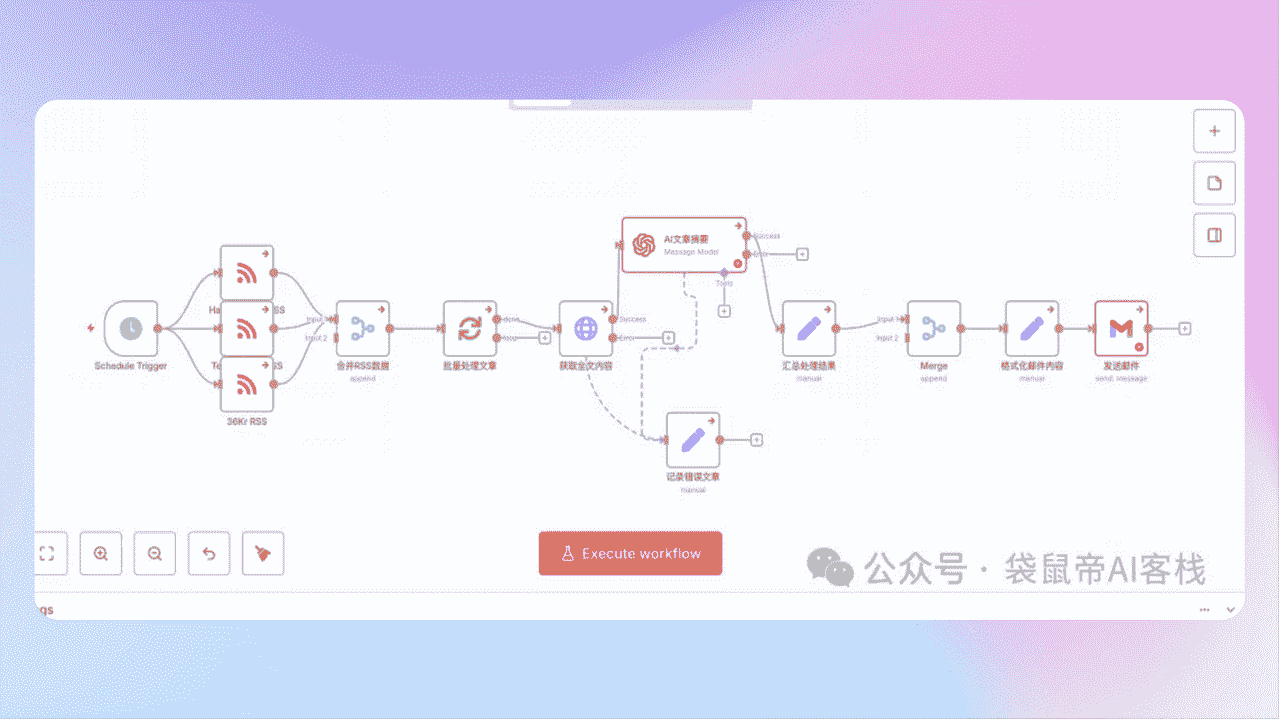 AI文章摘要
Message Model
Success
Error
Tools
Schedule Trigger
36Kr RSS
Input 1
Input 2
合并RSS数据
append
done
loop
批量处理文章
Success
Error
获取全文内容
记录错误文章
manual
汇总处理结果
manual
Input 1
Input 2
Merge
append
格式化邮件内容
manual
发送邮件
send: message
Execute workflow
公众号 · 袋鼠帝AI客栈